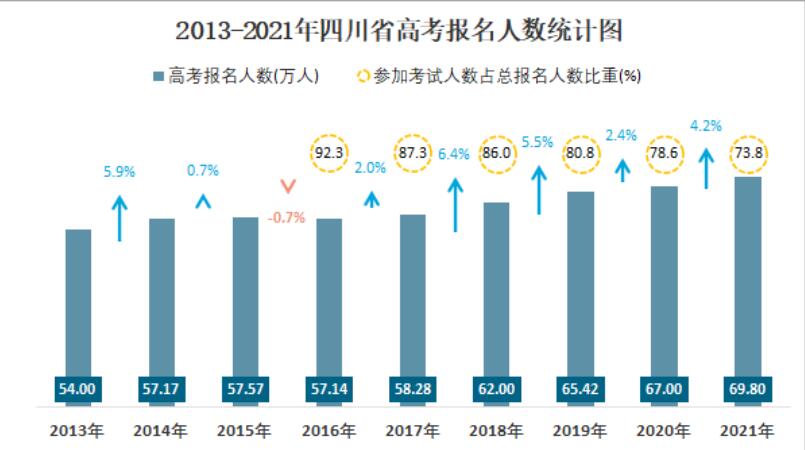 2013-2021年四川省高考报名人数统计图
高考报名人数(万人) 参加考试人数占总报名人数比重(%)
5.9% 0.7% -0.7% 2.0% 6.4% 5.5% 2.4% 4.2%
92.3 87.3 86.0 80.8 78.6 73.8
54.00 57.17 57.57 57.14 58.28 62.00 65.42 67.00 69.80
2013年 2014年 2015年 2016年 2017年 2018年 2019年 2020年 2021年